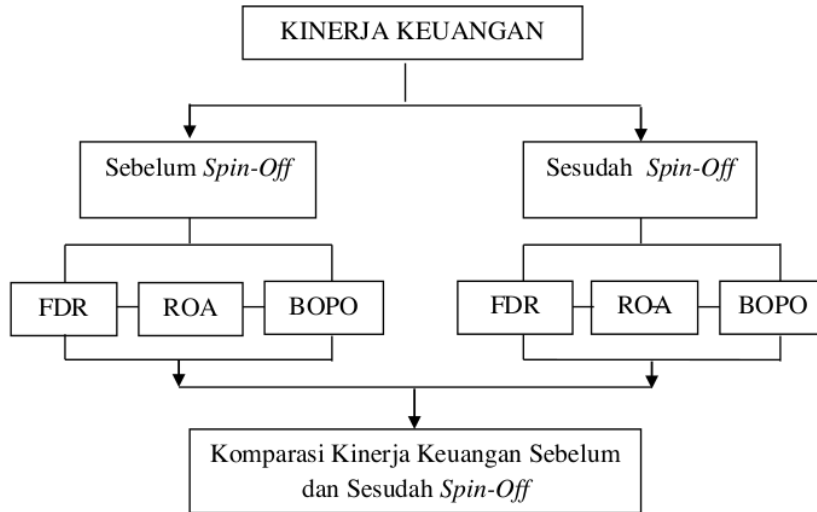 KINERJA KEUANGAN
Sebelum Spin-Off
Sesudah Spin-Off
FDR
ROA
BOPO
FDR
ROA
BOPO
Komparasi Kinerja Keuangan Sebelum
dan Sesudah Spin-Off